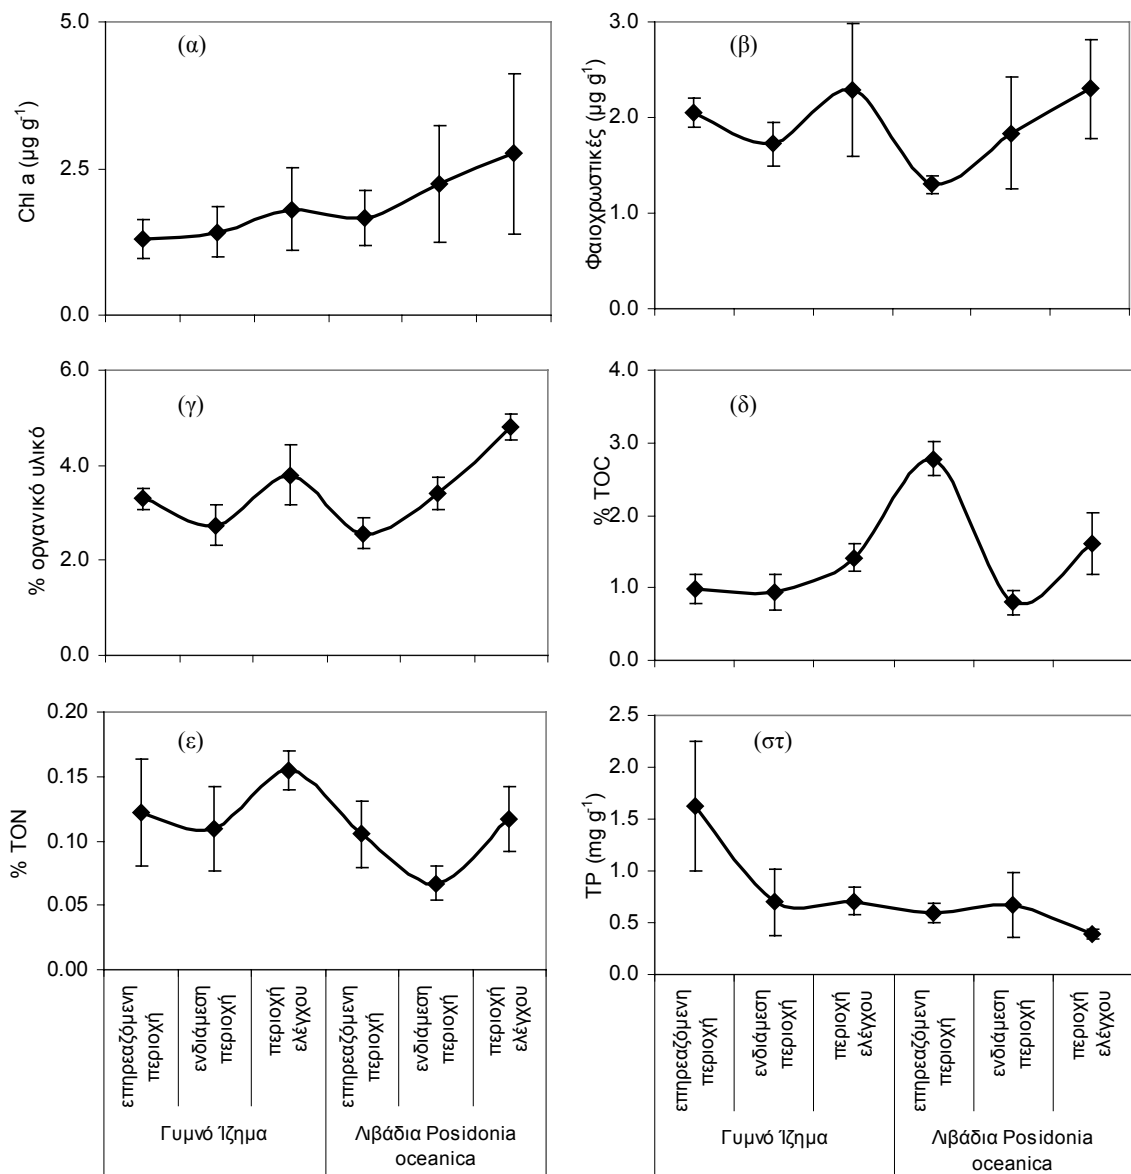 5.0
(α)
2.5
0.0
Chl a (µg g-1)
3.0
(β)
2.0
1.0
0.0
Φαιοχρωστικές (µg g-1)
6.0
(γ)
4.0
2.0
0.0
% οργανικό υλικό
4.0
(δ)
3.0
2.0
1.0
0.0
% TOC
0.20
(ε)
0.15
0.10
0.05
0.00
% TON
2.5
(στ)
2.0
1.5
1.0
0.5
0.0
TP (mg g-1)
επηρεαζόμενη
περιοχή
ενδιάμεση
περιοχή
περιοχή
ελέγχου
επηρεαζόμενη
περιοχή
ενδιάμεση
περιοχή
περιοχή
ελέγχου
Γυμνό Ίζημα
Λιβάδια Posidonia
oceanica
επηρεαζόμενη
περιοχή
ενδιάμεση
περιοχή
περιοχή
ελέγχου
επηρεαζόμενη
περιοχή
ενδιάμεση
περιοχή
περιοχή
ελέγχου
Γυμνό Ίζημα
Λιβάδια Posidonia
oceanica